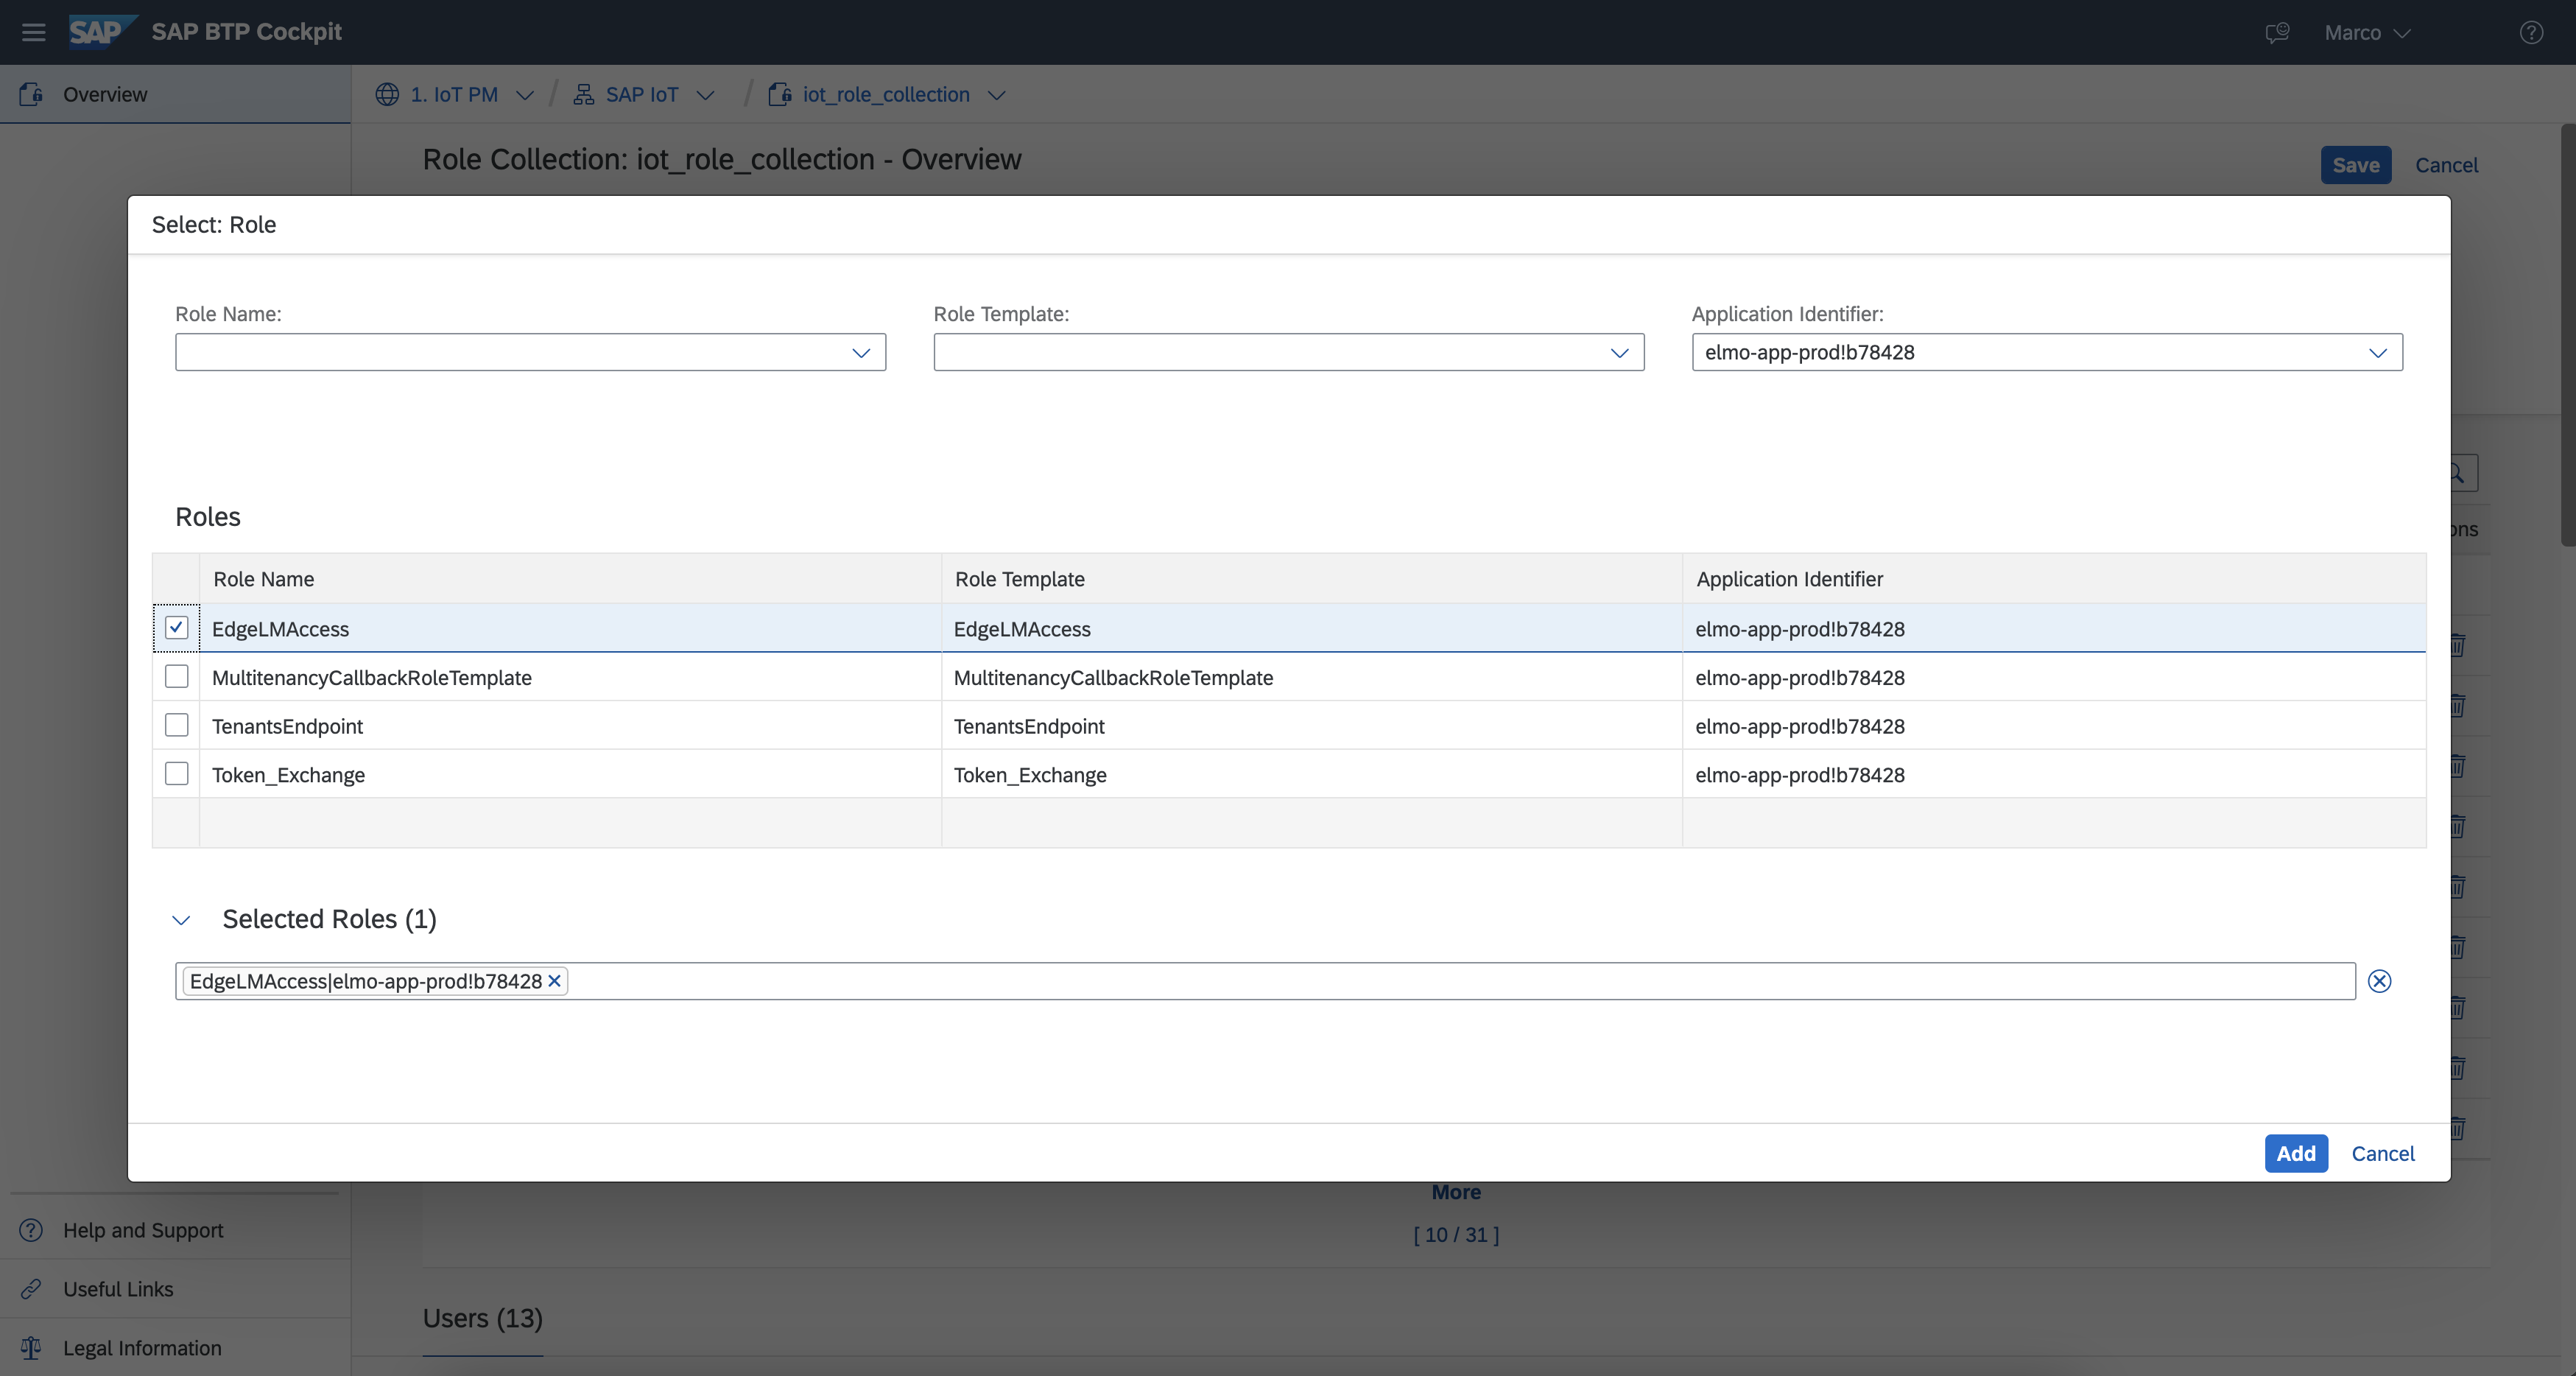 SAP SAP BTP Cockpit
Marco
Overview
1. IoT PM / SAP IoT / iot_role_collection
Role Collection: iot_role_collection - Overview
Save Cancel
Select: Role
Role Name: Role Template: Application Identifier:
elmo-app-prod!b78428
Roles
Role Name Role Template Application Identifier
EdgeLMAccess EdgeLMAccess elmo-app-prod!b78428
MultitenancyCallbackRoleTemplate MultitenancyCallbackRoleTemplate elmo-app-prod!b78428
TenantsEndpoint TenantsEndpoint elmo-app-prod!b78428
Token_Exchange Token_Exchange elmo-app-prod!b78428
Selected Roles (1)
EdgeLMAccess|elmo-app-prod!b78428
Add Cancel
More
[ 10 / 31 ]
Help and Support
Useful Links
Users (13)
Legal Information